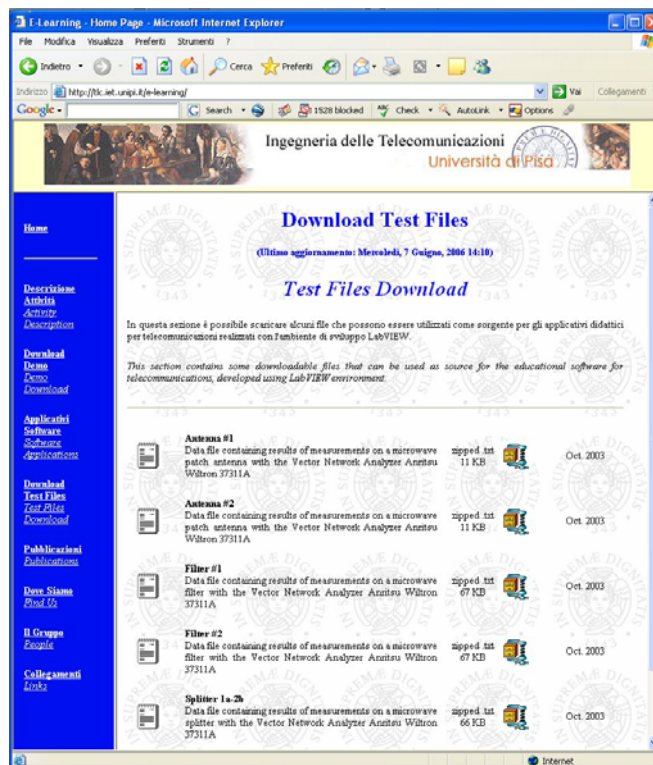 E-Learning - Home Page - Microsoft Internet Explorer
File Modifica Visualizza Preferiti Strumenti ?
Indietro Cerca Preferiti
Indirizzo http://tlc.iet.unipi.it/e-learning/ Vai Collegamenti
Google Search 1528 blocked Check AutoLink Options
Ingegneria delle Telecomunicazioni
Università di Pisa
Home
Descrizione
Attività
Activity
Description
Download
Demo
Demo
Download
Applicativi
Software
Software
Applications
Download
Test Files
Test Files
Download
Pubblicazioni
Publications
Dove Siamo
Find Us
Il Gruppo
People
Collegamenti
Links
Download Test Files
(Ultimo aggiornamento: Mercoledì, 7 Guigno, 2006 14:10)
Test Files Download
In questa sezione è possibile scaricare alcuni file che possono essere utilizzati come sorgente per gli applicativi didattici
per telecomunicazioni realizzati con l'ambiente di sviluppo LabVIEW.
This section contains some downloadable files that can be used as source for the educational software for
telecommunications, developed using LabVIEW environment.
Antenna #1
Data file containing results of measurements on a microwave
patch antenna with the Vector Network Analyzer Anritsu
Wiltron 37311A
zipped .txt
11 KB
Oct. 2003
Antenna #2
Data file containing results of measurements on a microwave
patch antenna with the Vector Network Analyzer Anritsu
Wiltron 37311A
zipped .txt
11 KB
Oct. 2003
Filter #1
Data file containing results of measurements on a microwave
filter with the Vector Network Analyzer Anritsu Wiltron
37311A
zipped .txt
67 KB
Oct. 2003
Filter #2
Data file containing results of measurements on a microwave
filter with the Vector Network Analyzer Anritsu Wiltron
37311A
zipped .txt
67 KB
Oct. 2003
Splitter 1a-2b
Data file containing results of measurements on a microwave
splitter with the Vector Network Analyzer Anritsu Wiltron
37311A
zipped .txt
66 KB
Oct. 2003
Internet